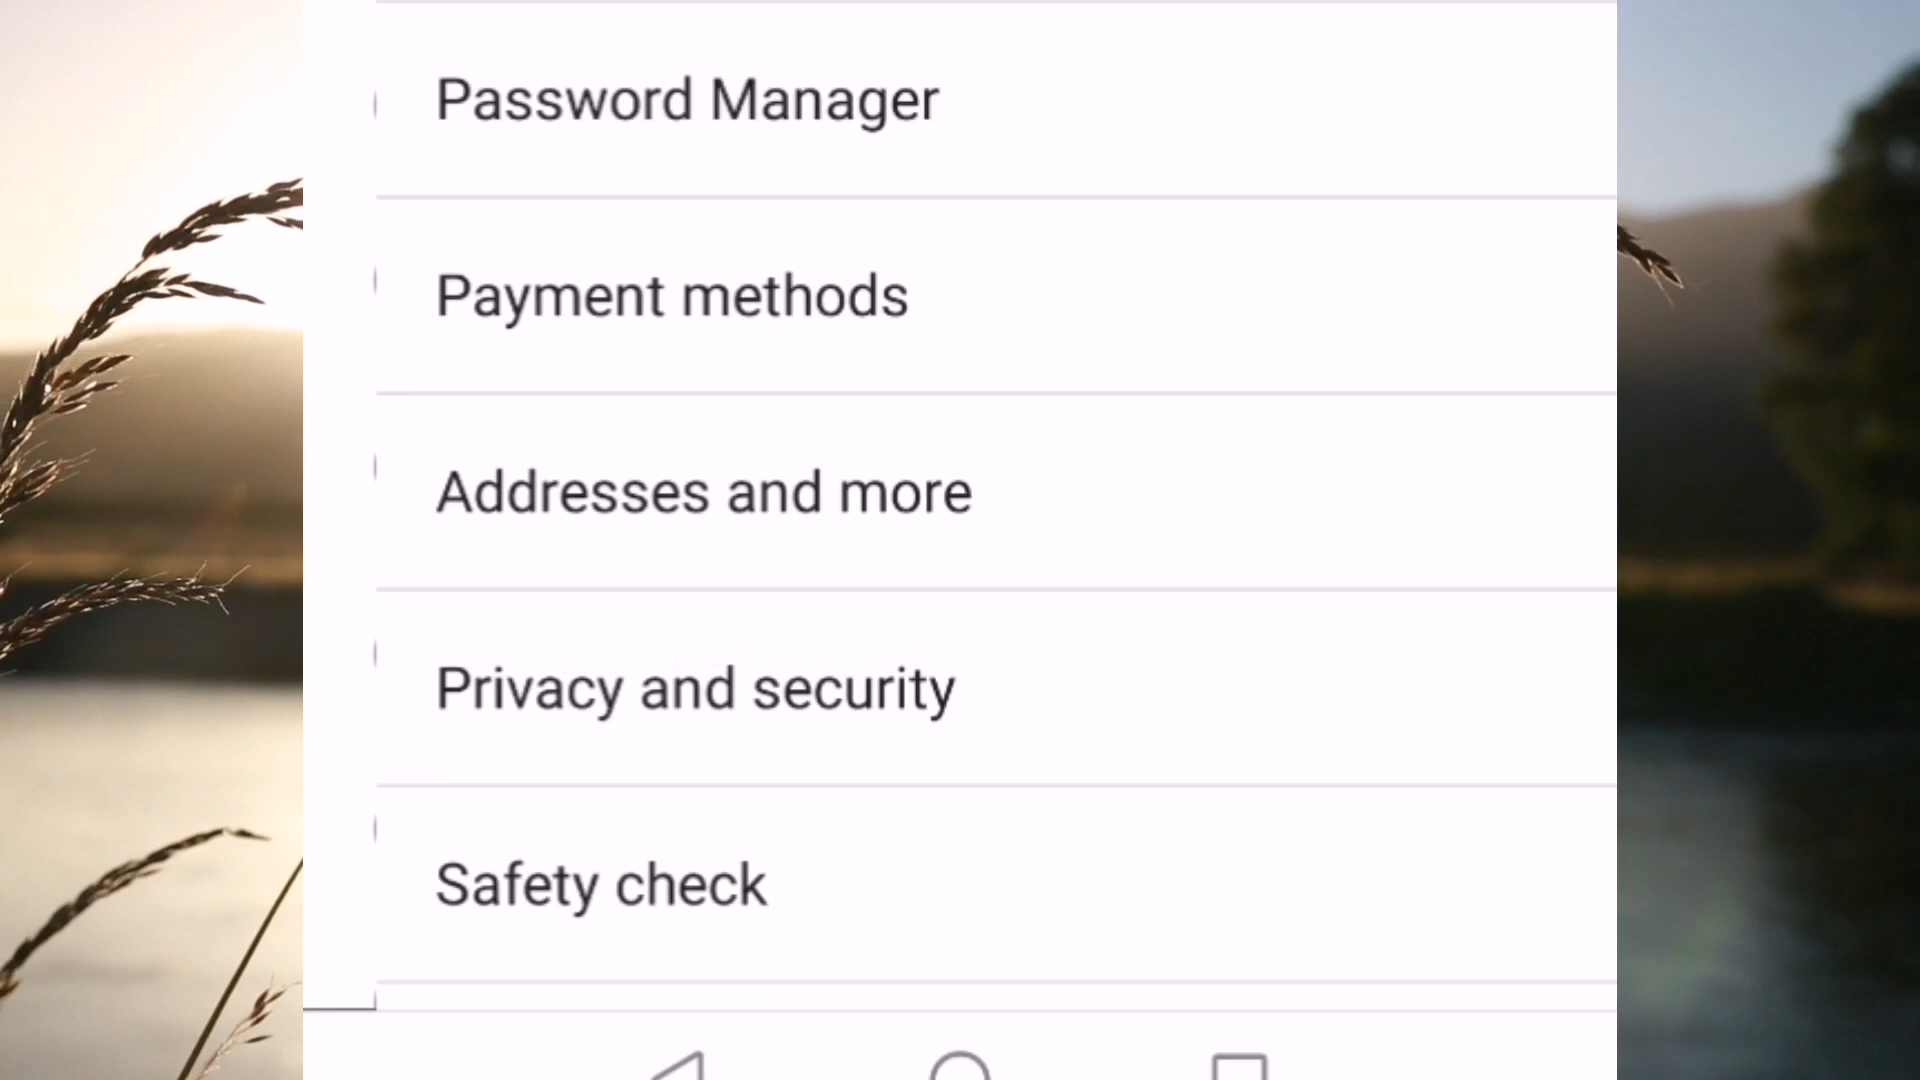 Password Manager
Payment methods
Addresses and more
Privacy and security
Safety check